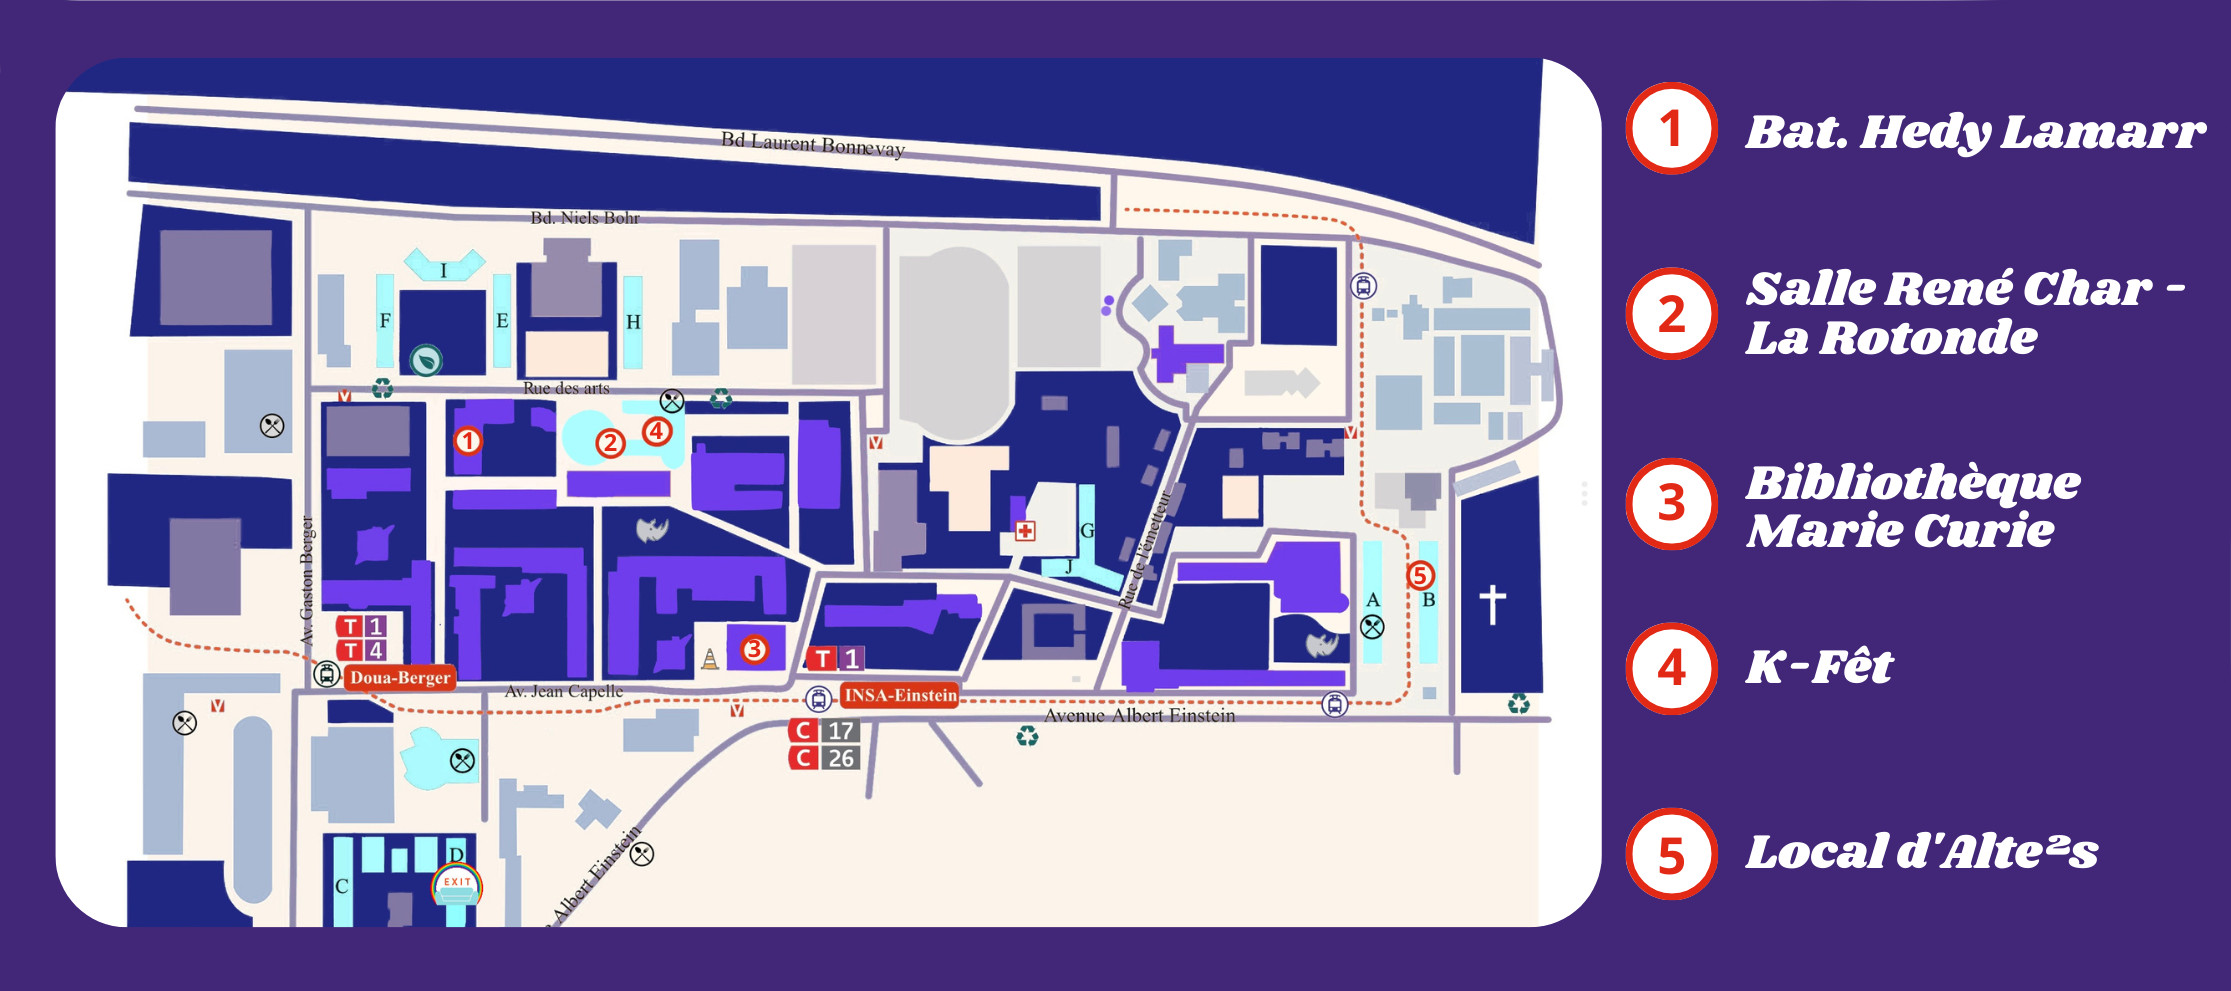 Bd Laurent Bonnevay
Bd. Niels Bohr
I
F
E
H
Rue des arts
V
1
2
4
V
V
Av. Gaston Berger
G
J
Rue de l'émetteur
A
5
B
T 1
T 4
3
T 1
Doua-Berger
Av. Jean Capelle
INSA-Einstein
V
V
Avenue Albert Einstein
C 17
C 26
Albert Einstein
C
D
EXIT
1 Bat. Hedy Lamarr
2 Salle René Char -
La Rotonde
3 Bibliothèque
Marie Curie
4 K-Fêt
5 Local d'Alte²s